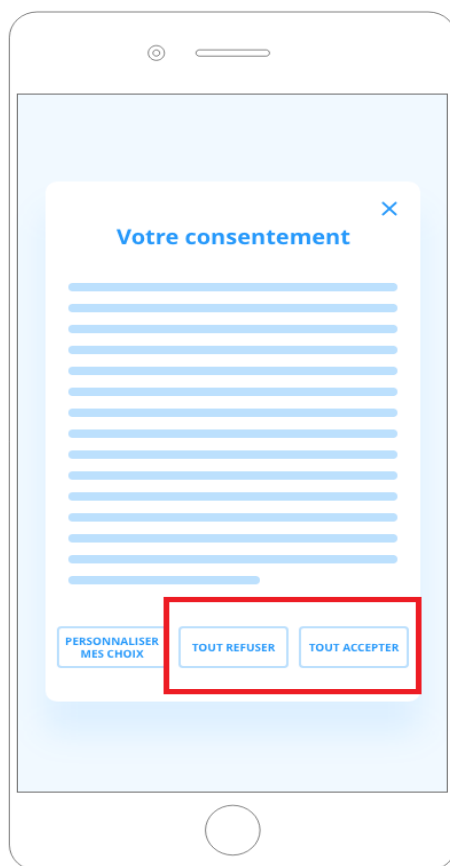 Votre consentement
PERSONNALISER
MES CHOIX
TOUT REFUSER
TOUT ACCEPTER